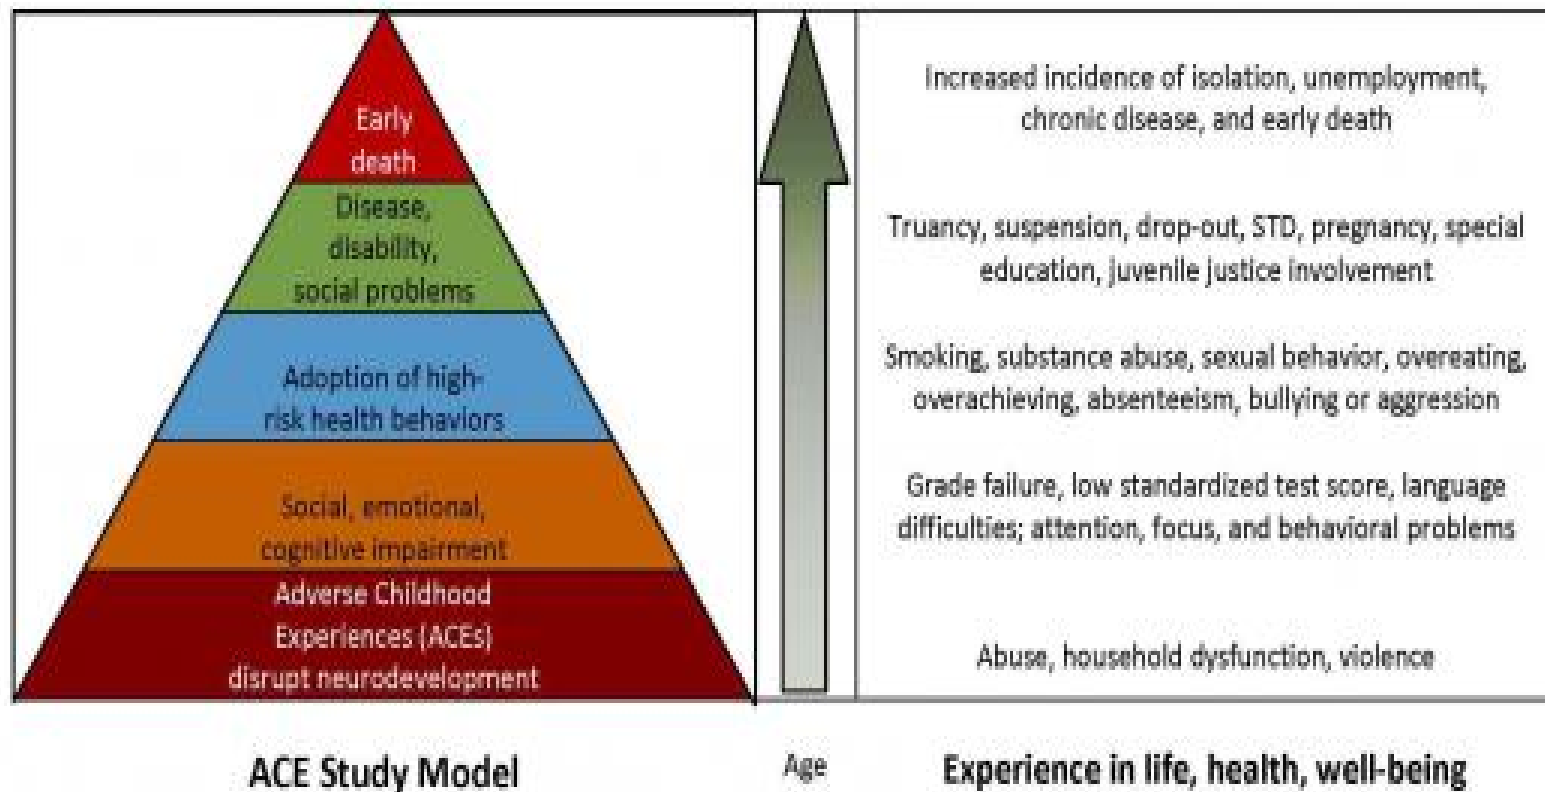 Early
death
Disease,
disability,
social problems
Adoption of high-
risk health behaviors
Social, emotional,
cognitive impairment
Adverse Childhood
Experiences (ACEs)
disrupt neurodevelopment
ACE Study Model
Age
Increased incidence of isolation, unemployment,
chronic disease, and early death
Truancy, suspension, drop-out, STD, pregnancy, special
education, juvenile justice involvement
Smoking, substance abuse, sexual behavior, overeating,
overachieving, absenteeism, bullying or aggression
Grade failure, low standardized test score, language
difficulties; attention, focus, and behavioral problems
Abuse, household dysfunction, violence
Experience in life, health, well-being